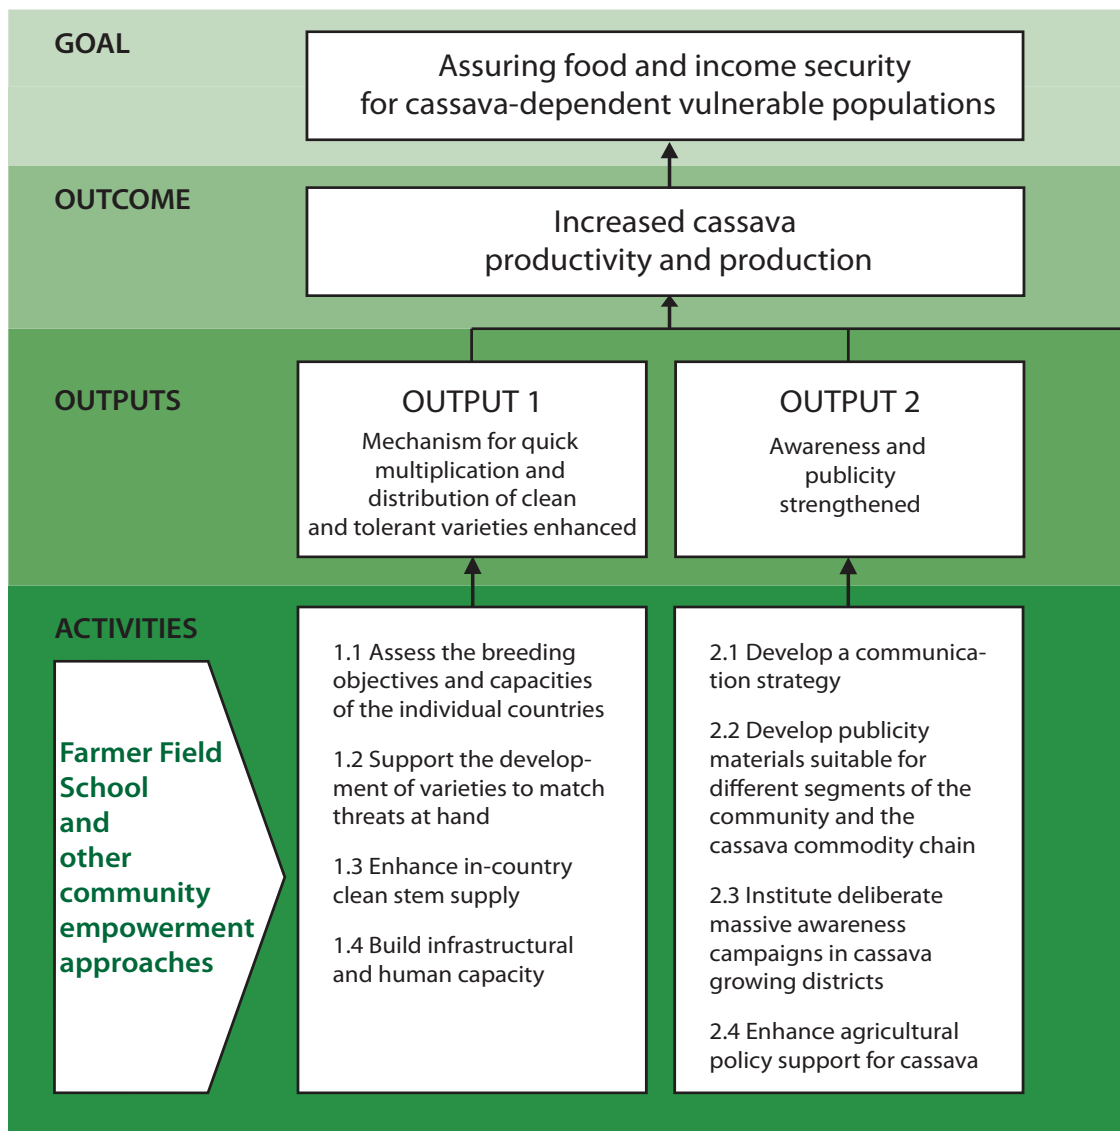 GOAL
Assuring food and income security
for cassava-dependent vulnerable populations
OUTCOME
Increased cassava
productivity and production
OUTPUTS
OUTPUT 1
Mechanism for quick
multiplication and
distribution of clean
and tolerant varieties enhanced
OUTPUT 2
Awareness and
publicity
strengthened
ACTIVITIES
Farmer Field
School
and
other
community
empowerment
approaches
1.1 Assess the breeding
objectives and capacities
of the individual countries
1.2 Support the develop-
ment of varieties to match
threats at hand
1.3 Enhance in-country
clean stem supply
1.4 Build infrastructural
and human capacity
2.1 Develop a communica-
tion strategy
2.2 Develop publicity
materials suitable for
different segments of the
community and the
cassava commodity chain
2.3 Institute deliberate
massive awareness
campaigns in cassava
growing districts
2.4 Enhance agricultural
policy support for cassava